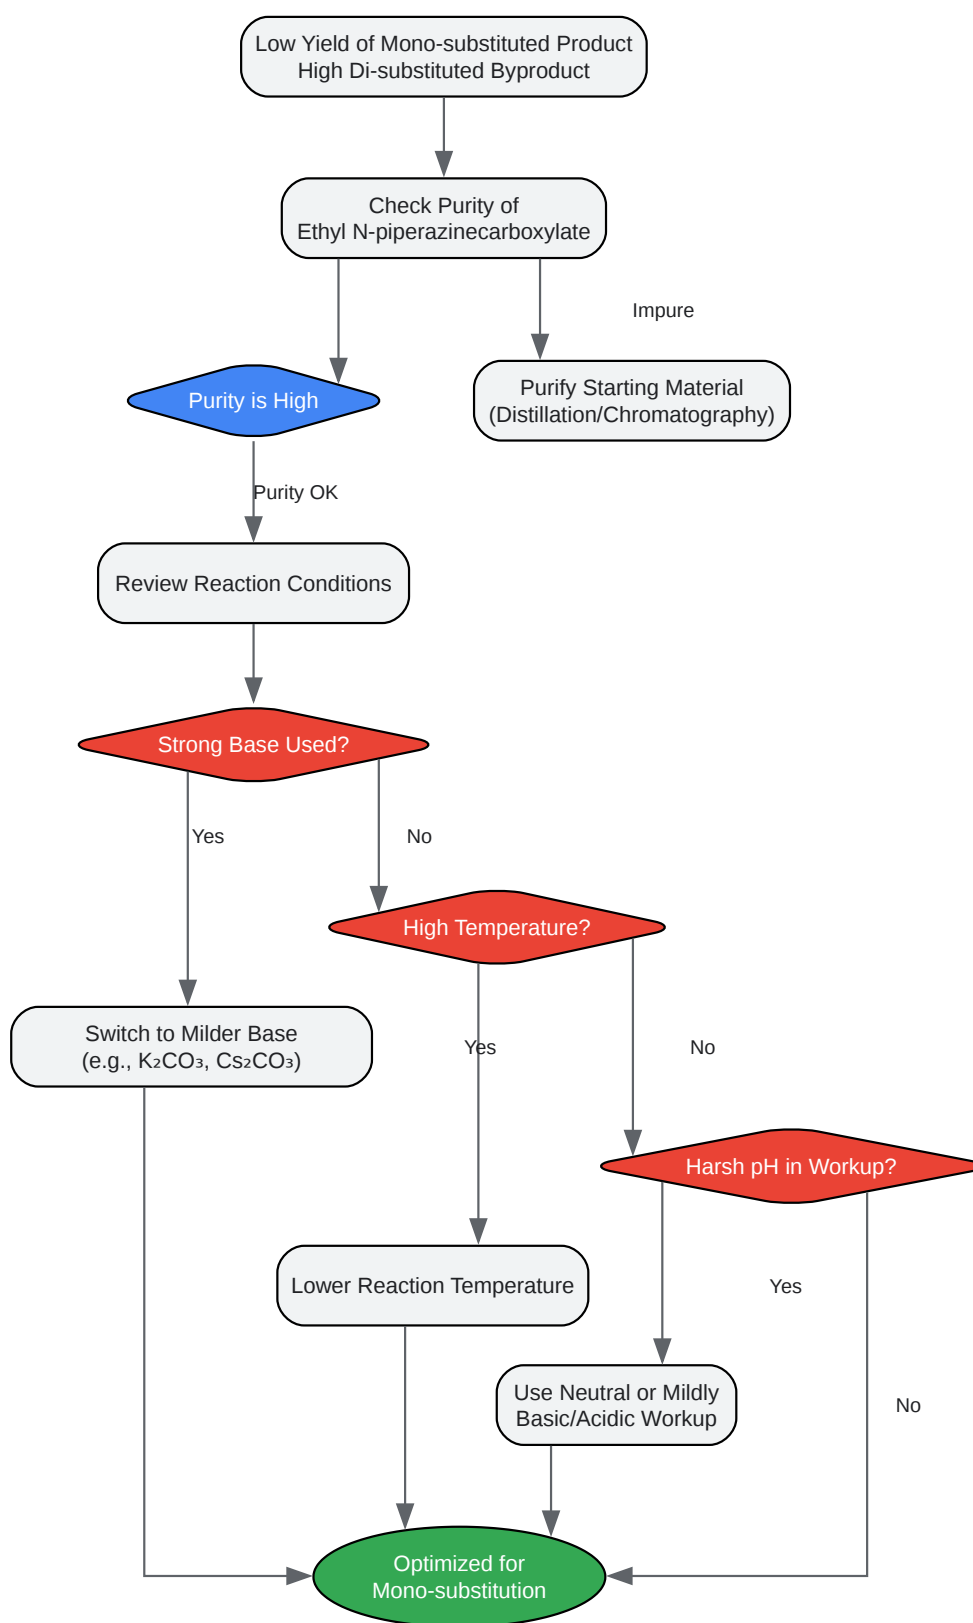 Low Yield of Mono-substituted Product
High Di-substituted Byproduct
Check Purity of
Ethyl N-piperazinecarboxylate
Impure
Purity is High
Purify Starting Material
(Distillation/Chromatography)
Purity OK
Review Reaction Conditions
Strong Base Used?
Yes
No
High Temperature?
Switch to Milder Base
(e.g., K₂CO₃, Cs₂CO₃)
Yes
No
Harsh pH in Workup?
Lower Reaction Temperature
Yes
Use Neutral or Mildly
Basic/Acidic Workup
No
Optimized for
Mono-substitution